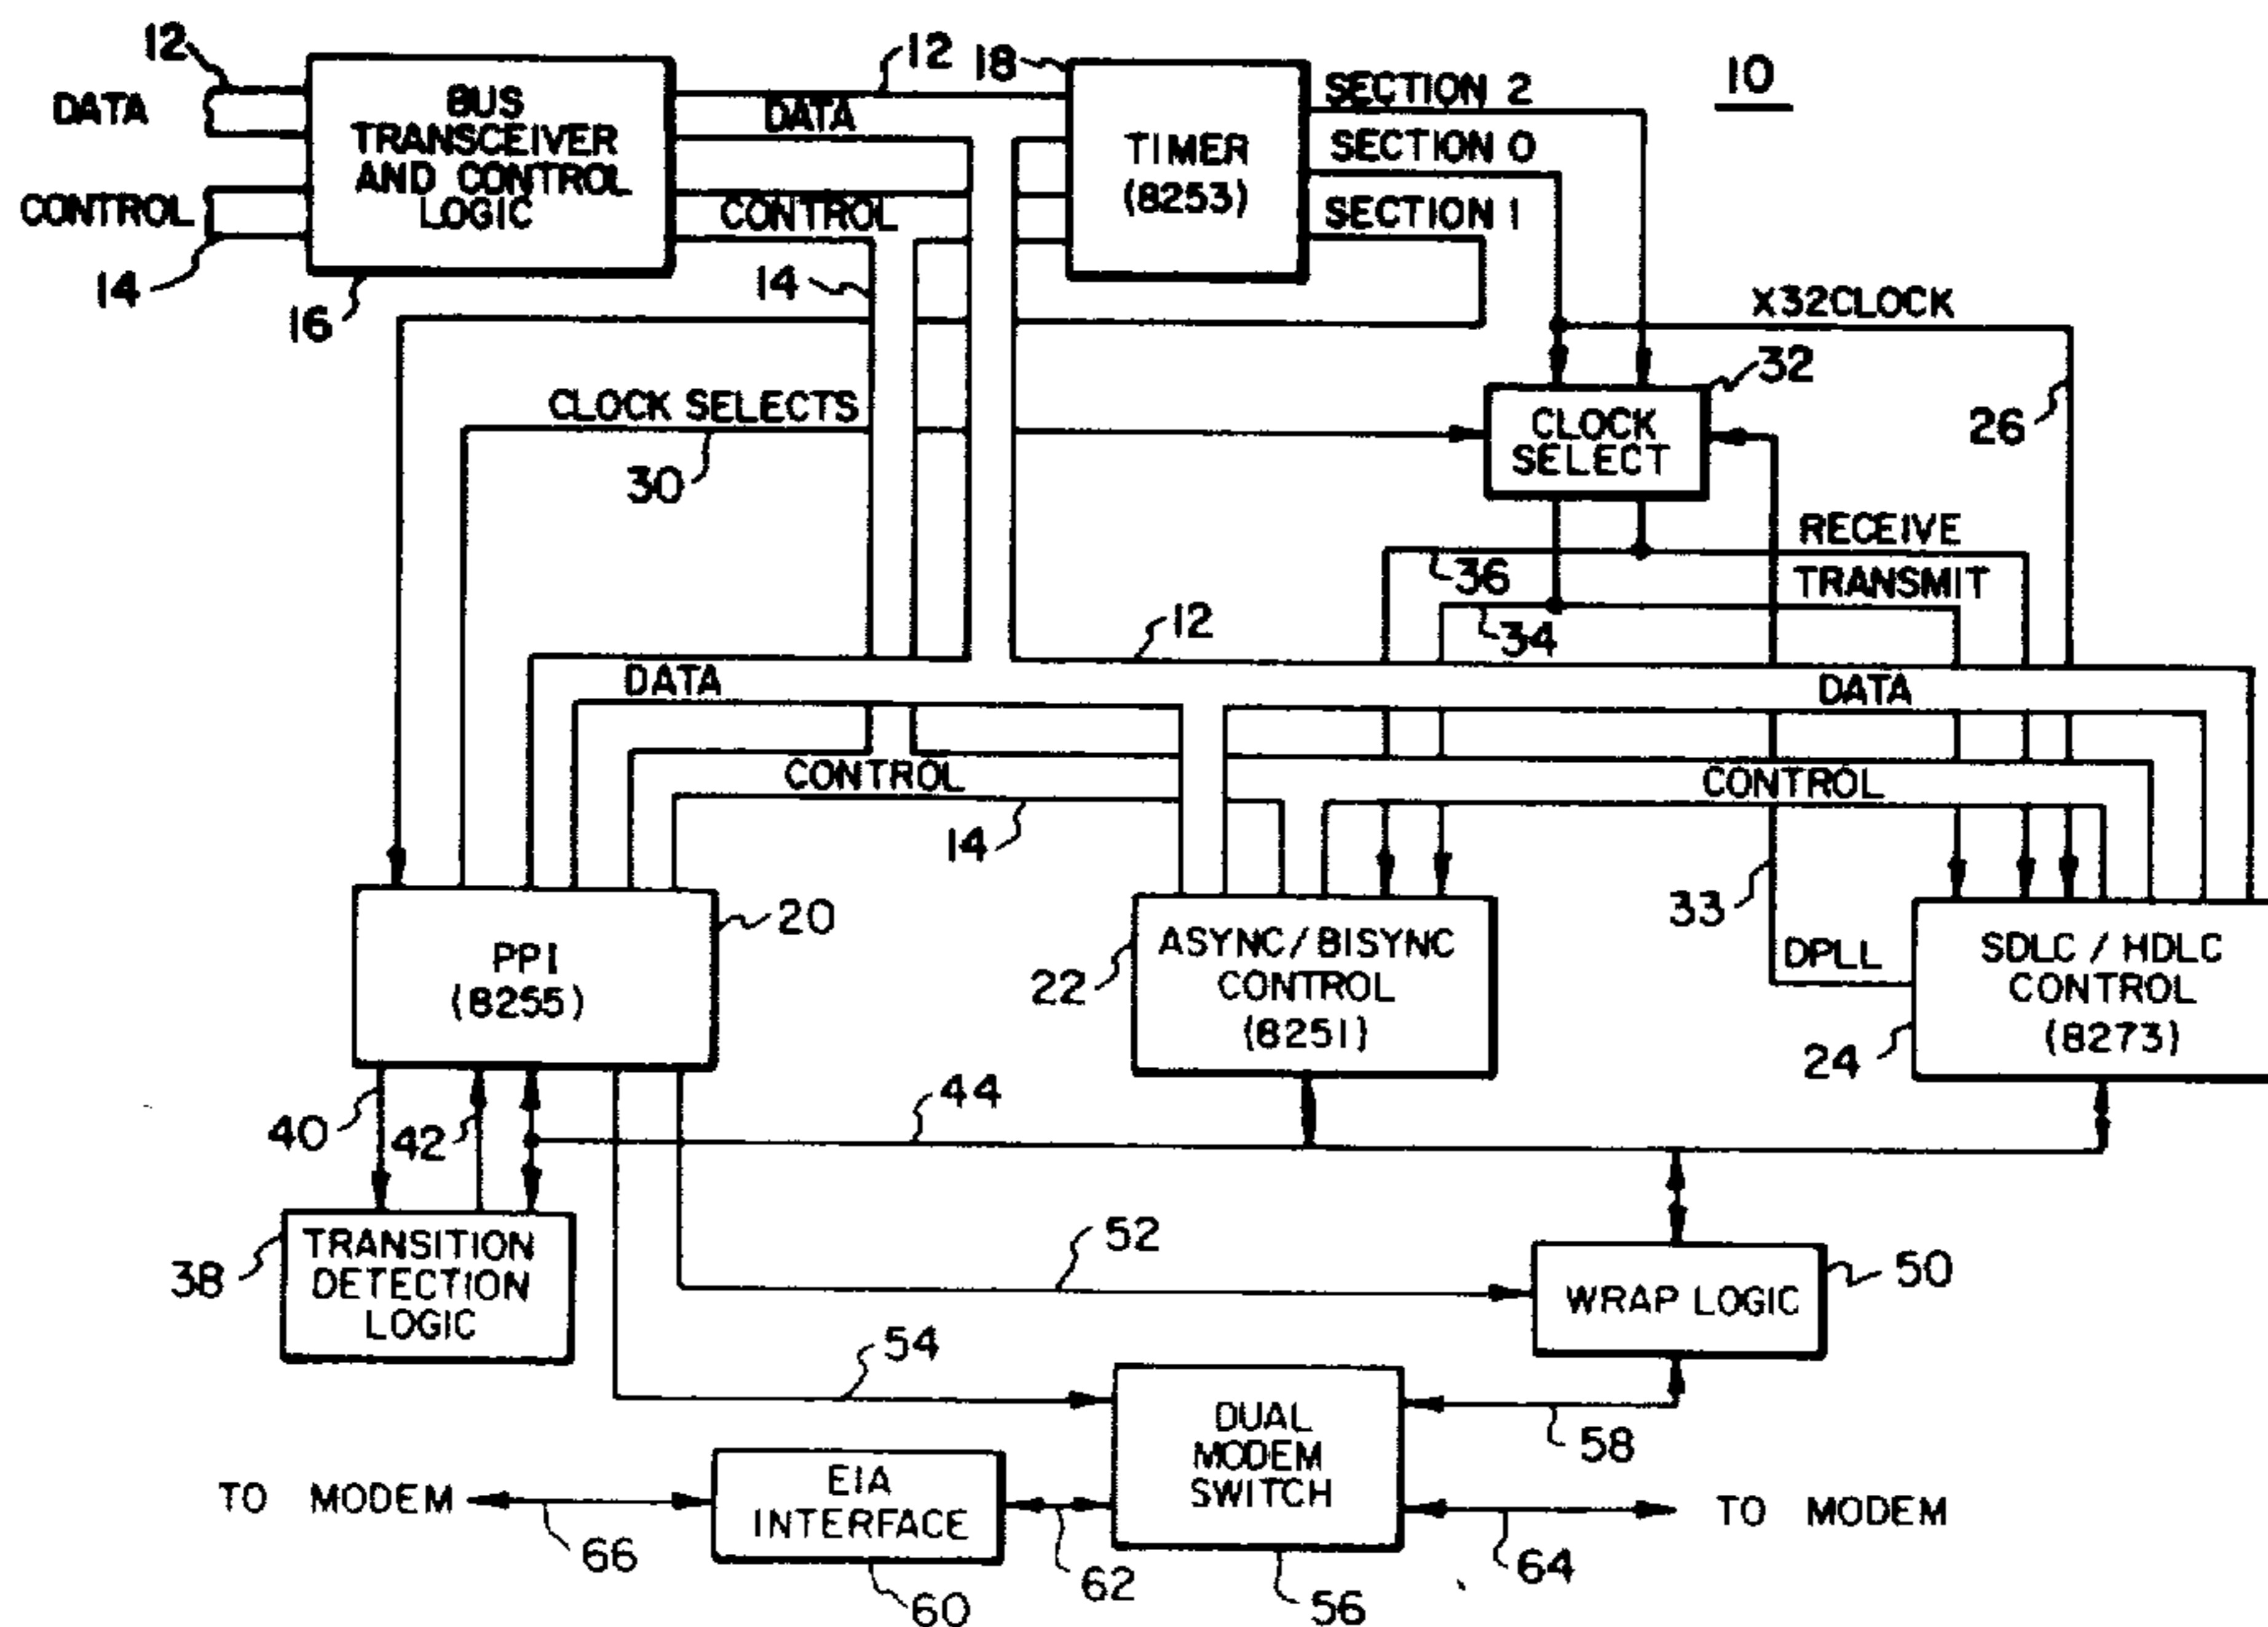 12
DATA
CONTROL
14
BUS
TRANSCEIVER
AND CONTROL
LOGIC
16
12
DATA
CONTROL
14
18
TIMER
(8253)
SECTION 2
SECTION 0
SECTION 1
10
X32CLOCK
32
26
CLOCK SELECTS
30
CLOCK
SELECT
RECEIVE
36
TRANSMIT
34
12
DATA
DATA
CONTROL
CONTROL
14
20
PPI
(8255)
22
ASYNC/BISYNC
CONTROL
(8251)
33
DPLL
24
SDLC / HDLC
CONTROL
(8273)
40
42
44
38
TRANSITION
DETECTION
LOGIC
52
WRAP LOGIC
50
54
DUAL
MODEM
SWITCH
58
TO MODEM
EIA
INTERFACE
TO MODEM
66
60
62
56
64